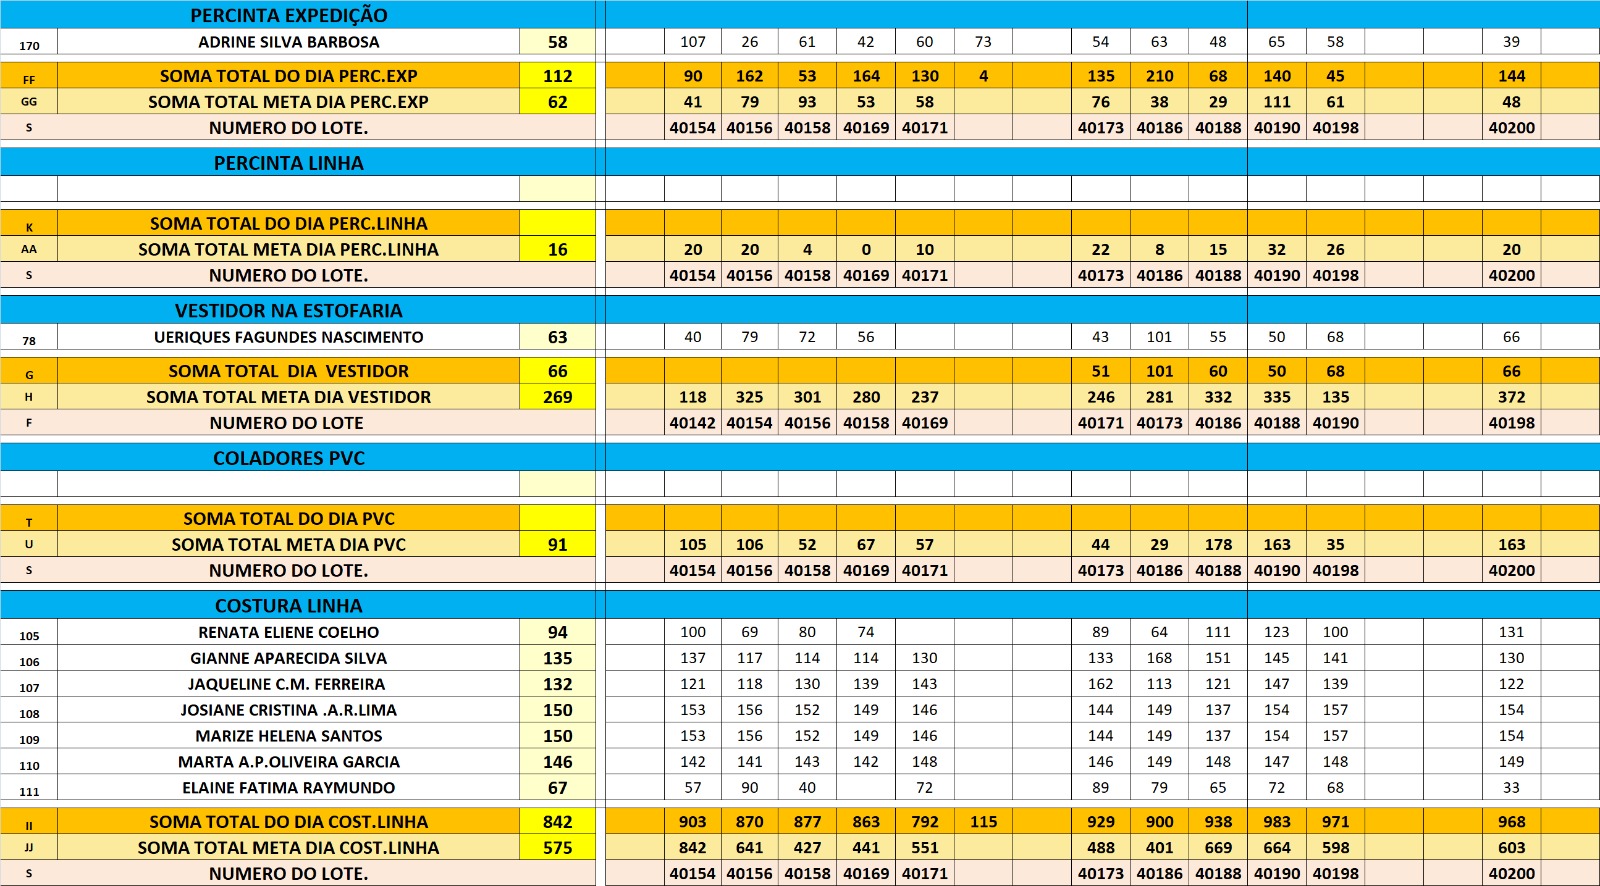 PERCINTA EXPEDIÇÃO
170 ADRINE SILVA BARBOSA 58 107 26 61 42 60 73 54 63 48 65 58 39
FF SOMA TOTAL DO DIA PERC.EXP 112 90 162 53 164 130 4 135 210 68 140 45 144
GG SOMA TOTAL META DIA PERC.EXP 62 41 79 93 53 58 76 38 29 111 61 48
S NUMERO DO LOTE. 40154 40156 40158 40169 40171 40173 40186 40188 40190 40198 40200
PERCINTA LINHA
K SOMA TOTAL DO DIA PERC.LINHA
AA SOMA TOTAL META DIA PERC.LINHA 16 20 20 4 0 10 22 8 15 32 26 20
S NUMERO DO LOTE. 40154 40156 40158 40169 40171 40173 40186 40188 40190 40198 40200
VESTIDOR NA ESTOFARIA
78 UERIQUES FAGUNDES NASCIMENTO 63 40 79 72 56 43 101 55 50 68 66
G SOMA TOTAL DIA VESTIDOR 66 51 101 60 50 68 66
H SOMA TOTAL META DIA VESTIDOR 269 118 325 301 280 237 246 281 332 335 135 372
F NUMERO DO LOTE 40142 40154 40156 40158 40169 40171 40173 40186 40188 40190 40198
COLADORES PVC
T SOMA TOTAL DO DIA PVC
U SOMA TOTAL META DIA PVC 91 105 106 52 67 57 44 29 178 163 35 163
S NUMERO DO LOTE. 40154 40156 40158 40169 40171 40173 40186 40188 40190 40198 40200
COSTURA LINHA
105 RENATA ELIENE COELHO 94 100 69 80 74 89 64 111 123 100 131
106 GIANNE APARECIDA SILVA 135 137 117 114 114 130 133 168 151 145 141 130
107 JAQUELINE C.M. FERREIRA 132 121 118 130 139 143 162 113 121 147 139 122
108 JOSIANE CRISTINA .A.R.LIMA 150 153 156 152 149 146 144 149 137 154 157 154
109 MARIZE HELENA SANTOS 150 153 156 152 149 146 144 149 137 154 157 154
110 MARTA A.P.OLIVEIRA GARCIA 146 142 141 143 142 148 146 149 148 147 148 149
111 ELAINE FATIMA RAYMUNDO 67 57 90 40 72 89 79 65 72 68 33
II SOMA TOTAL DO DIA COST.LINHA 842 903 870 877 863 792 115 929 900 938 983 971 968
JJ SOMA TOTAL META DIA COST.LINHA 575 842 641 427 441 551 488 401 669 664 598 603
S NUMERO DO LOTE. 40154 40156 40158 40169 40171 40173 40186 40188 40190 40198 40200